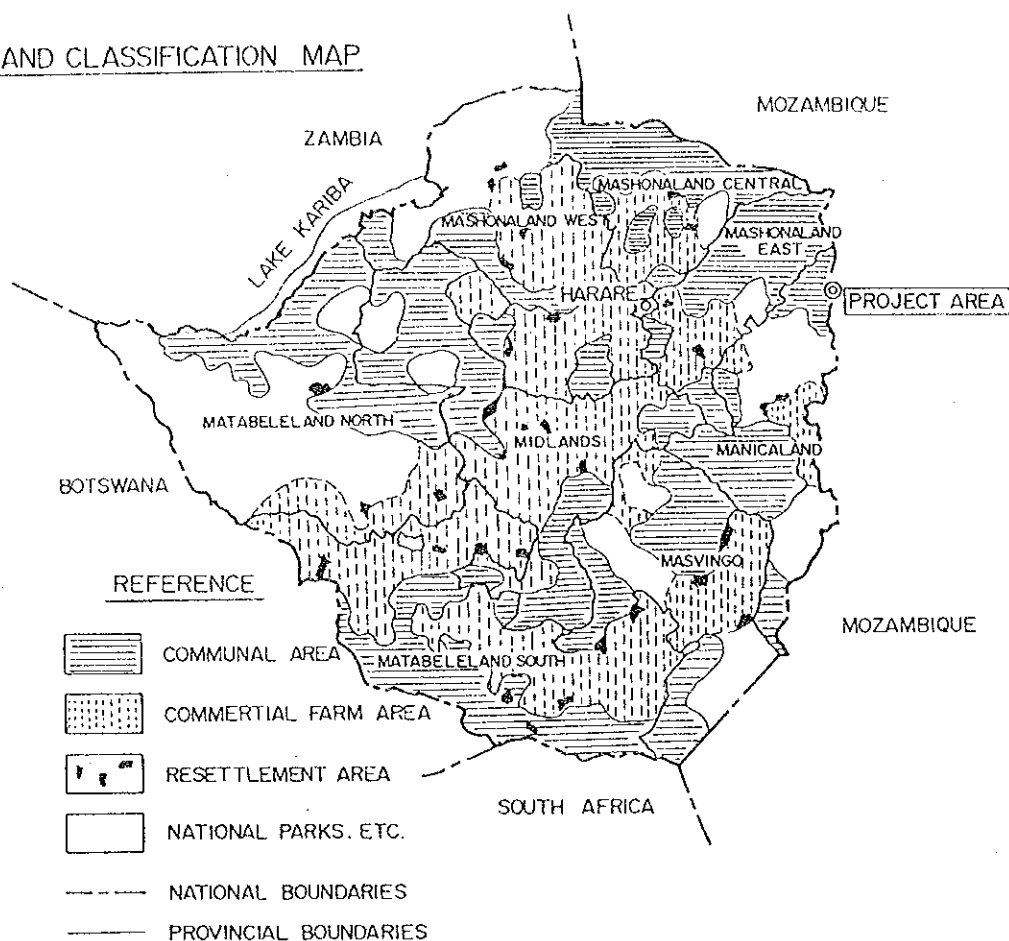 AND CLASSIFICATION MAP
MOZAMBIQUE
ZAMBIA
LAKE KARIBA
MASHONALAND CENTRAL
MASHONALAND WEST
MASHONALAND
EAST
HARARE
PROJECT AREA
MATABELELAND NORTH
MIDLANDS
MANICALAND
BOTSWANA
MASVINGO
REFERENCE
MOZAMBIQUE
COMMUNAL AREA
MATABELELAND SOUTH
COMMERTIAL FARM AREA
RESETTLEMENT AREA
SOUTH AFRICA
NATIONAL PARKS. ETC.
NATIONAL BOUNDARIES
PROVINCIAL BOUNDARIES